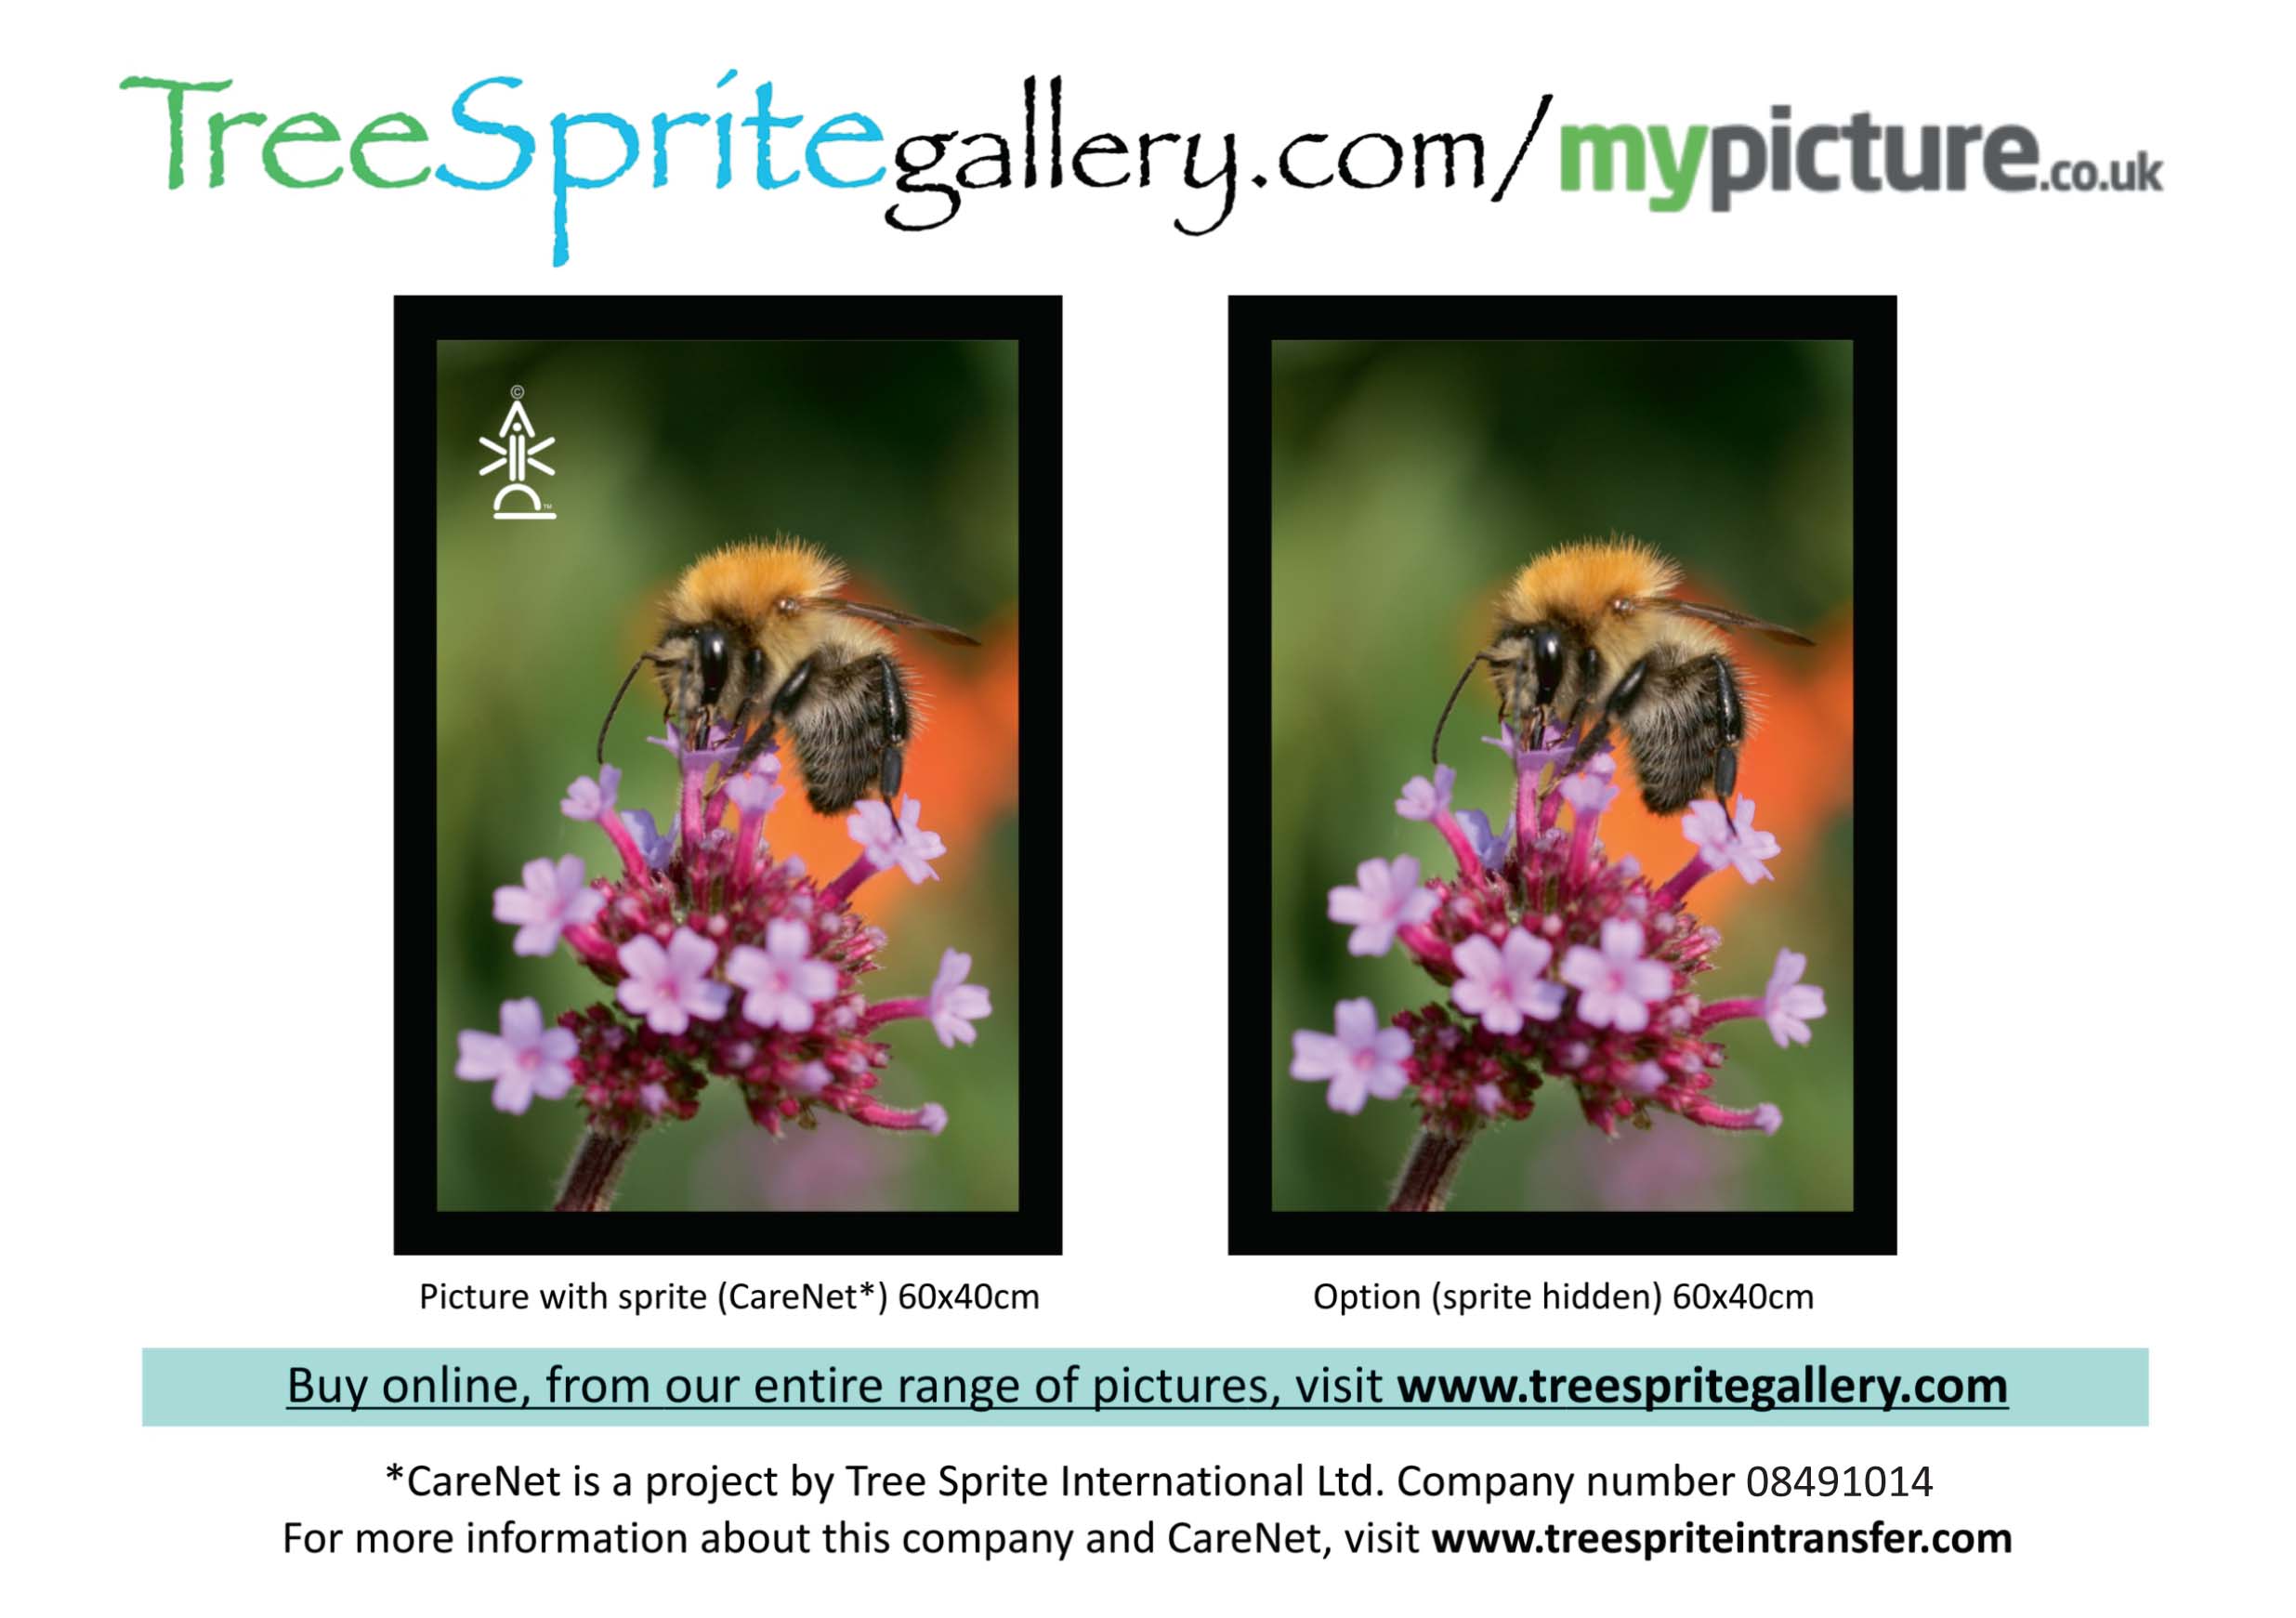 TreeSpritegallery.com/mypicture.co.uk
©
™
Picture with sprite (CareNet*) 60x40cm
Option (sprite hidden) 60x40cm
Buy online, from our entire range of pictures, visit www.treespritegallery.com
*CareNet is a project by Tree Sprite International Ltd. Company number 08491014
For more information about this company and CareNet, visit www.treespriteintransfer.com